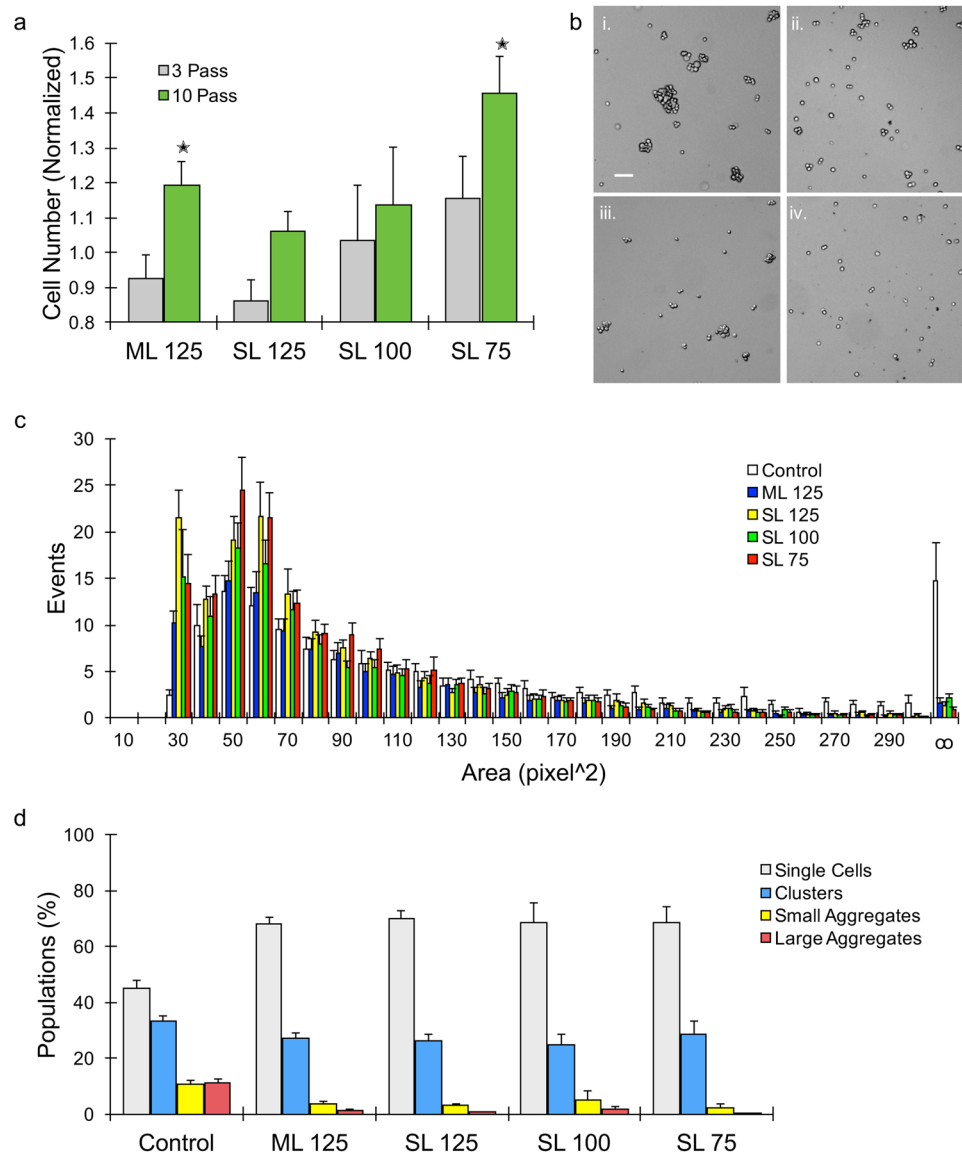 a
Cell Number (Normalized)
1.6
1.5
1.4
1.3
1.2
1.1
1.0
0.9
0.8
3 Pass
10 Pass
ML 125
SL 125
SL 100
SL 75
b
i.
ii.
iii.
iv.
c
Events
30
25
20
15
10
5
0
Control
ML 125
SL 125
SL 100
SL 75
10 30 50 70 90 110 130 150 170 190 210 230 250 270 290 ∞
Area (pixel^2)
d
Populations (%)
100
80
60
40
20
0
Single Cells
Clusters
Small Aggregates
Large Aggregates
Control
ML 125
SL 125
SL 100
SL 75